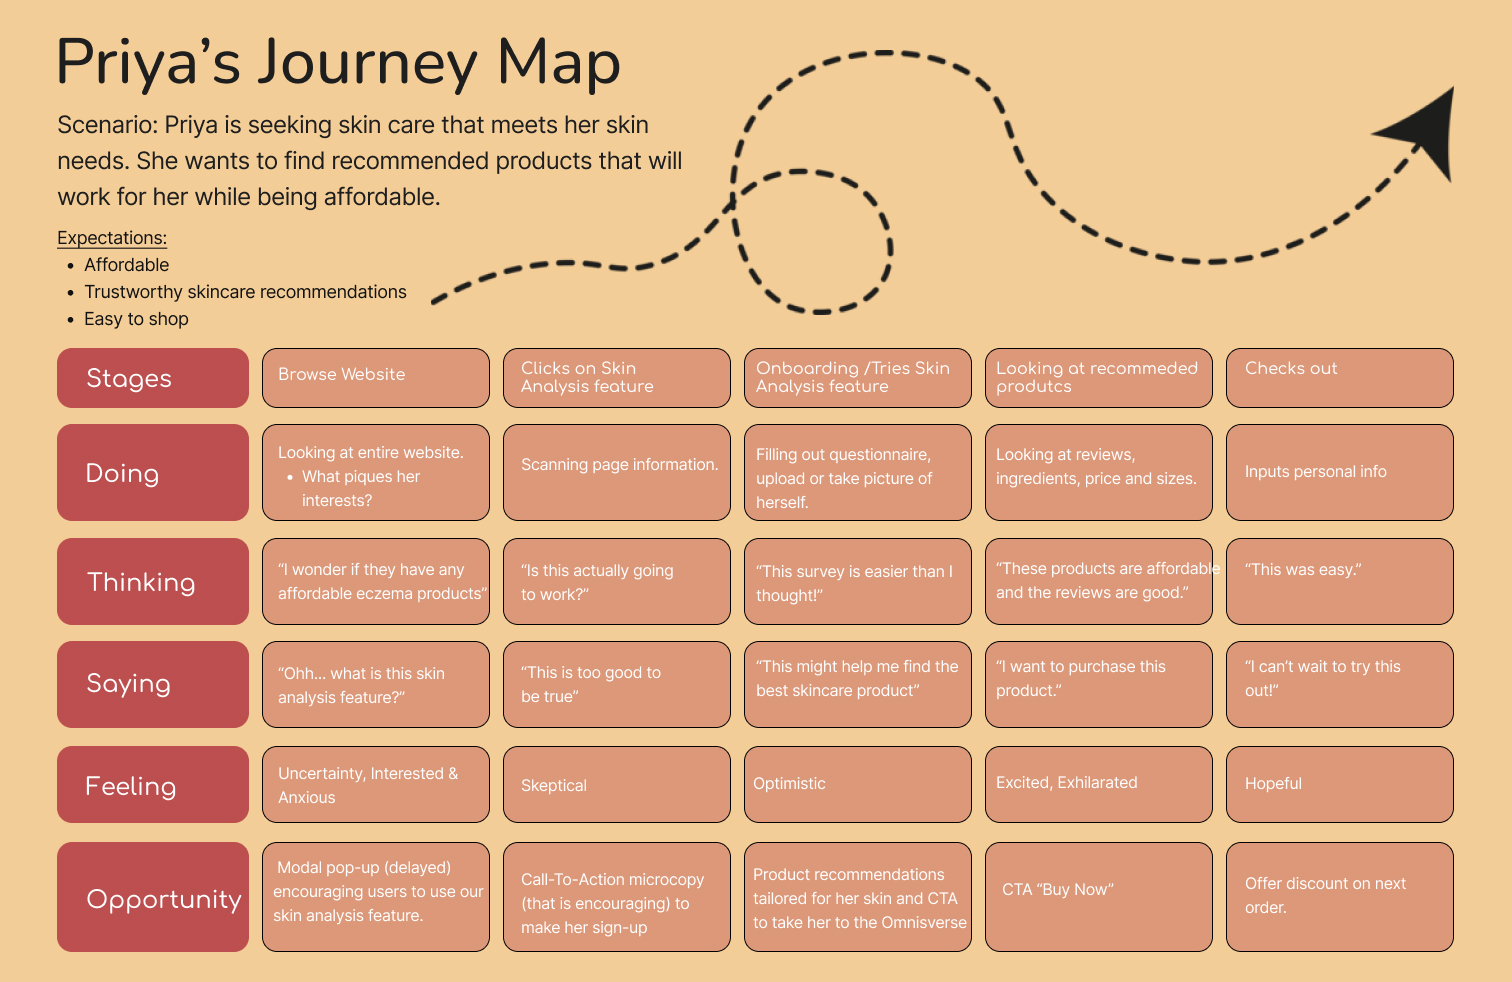 Priya’s Journey Map
Scenario: Priya is seeking skin care that meets her skin
needs. She wants to find recommended products that will
work for her while being affordable.
Expectations:
• Affordable
• Trustworthy skincare recommendations
• Easy to shop
Stages
Browse Website
Clicks on Skin
Analysis feature
Onboarding /Tries Skin
Analysis feature
Looking at recommeded
produtcs
Checks out
Doing
Looking at entire website.
• What piques her
interests?
Scanning page information.
Filling out questionnaire,
upload or take picture of
herself.
Looking at reviews,
ingredients, price and sizes.
Inputs personal info
Thinking
“I wonder if they have any
affordable eczema products”
“Is this actually going
to work?”
“This survey is easier than I
thought!”
“These products are affordable
and the reviews are good.”
“This was easy.”
Saying
“Ohh... what is this skin
analysis feature?”
“This is too good to
be true”
“This might help me find the
best skincare product”
“I want to purchase this
product.”
“I can’t wait to try this
out!”
Feeling
Uncertainty, Interested &
Anxious
Skeptical
Optimistic
Excited, Exhilarated
Hopeful
Opportunity
Modal pop-up (delayed)
encouraging users to use our
skin analysis feature.
Call-To-Action microcopy
(that is encouraging) to
make her sign-up
Product recommendations
tailored for her skin and CTA
to take her to the Omnisverse
CTA “Buy Now”
Offer discount on next
order.